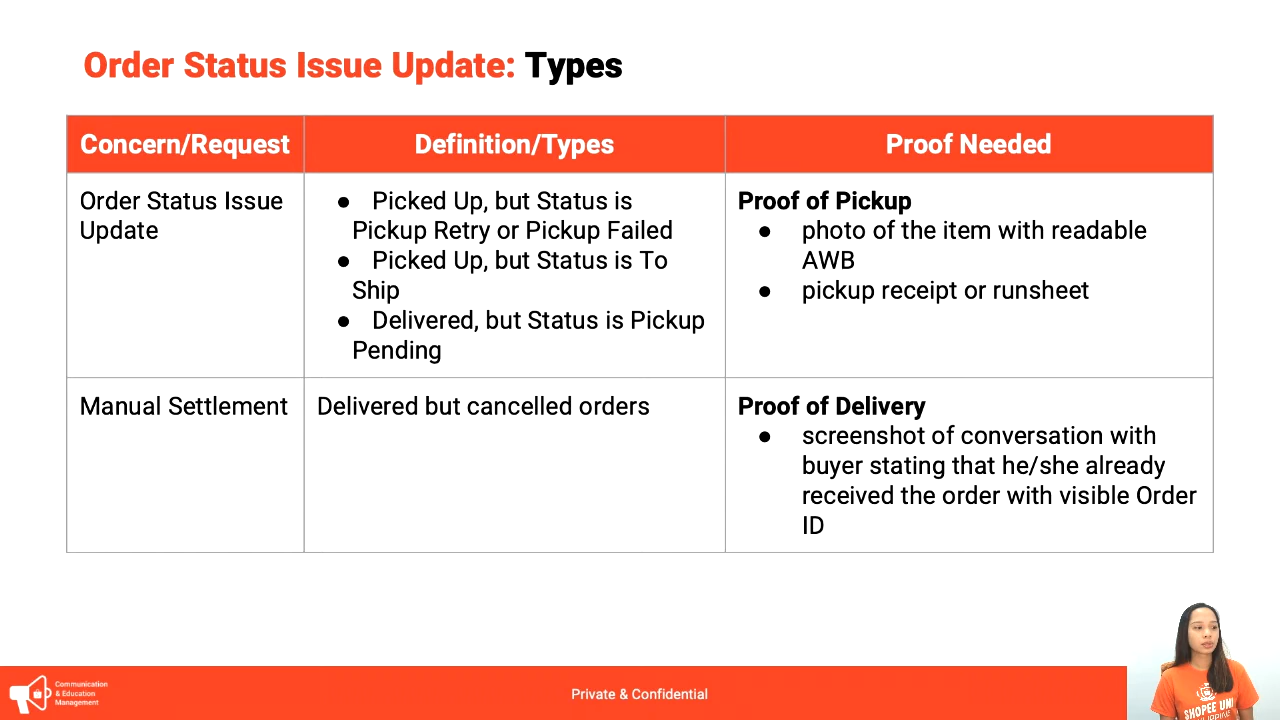 Order Status Issue Update: Types
Concern/Request
Definition/Types
Proof Needed
Order Status Issue
Update
● Picked Up, but Status is
Pickup Retry or Pickup Failed
● Picked Up, but Status is To
Ship
● Delivered, but Status is Pickup
Pending
Proof of Pickup
● photo of the item with readable
AWB
● pickup receipt or runsheet
Manual Settlement
Delivered but cancelled orders
Proof of Delivery
● screenshot of conversation with
buyer stating that he/she already
received the order with visible Order
ID
Communication
& Education
Management
Private & Confidential
SHOPEE UNI